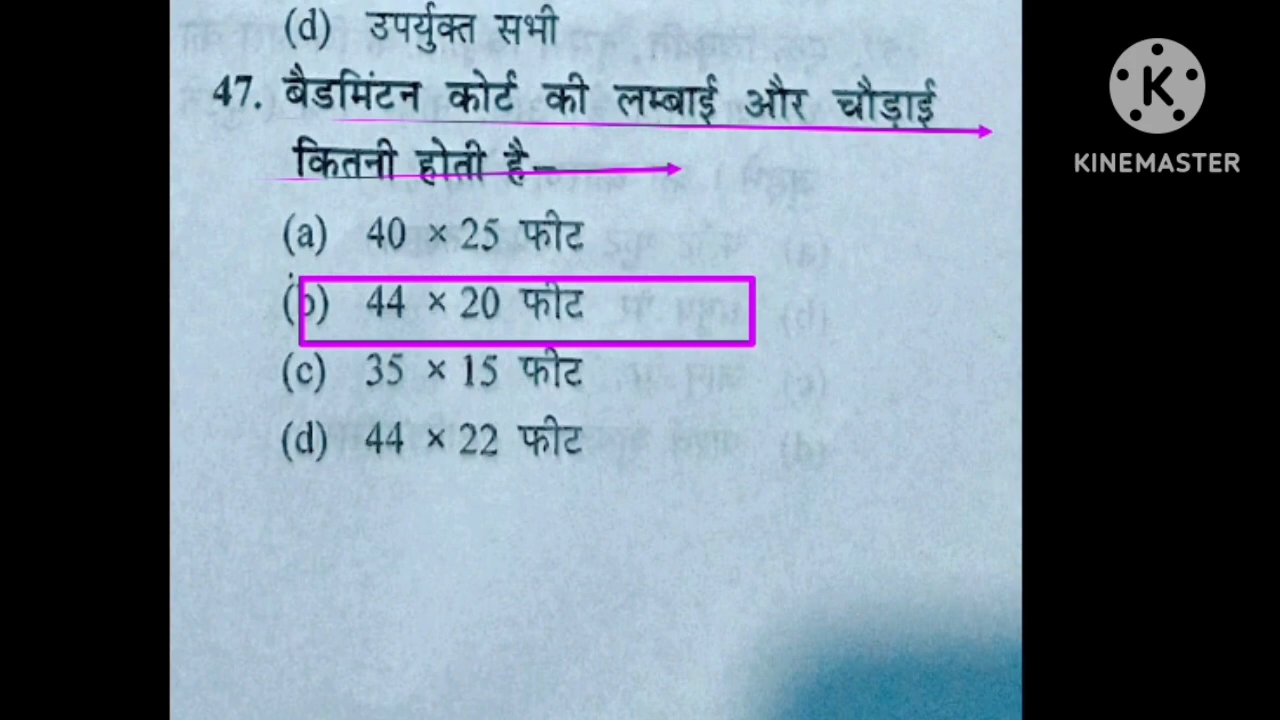 (d) उपर्युक्त सभी
47. बैडमिंटन कोर्ट की लम्बाई और चौड़ाई
कितनी होती है–
(a) 40 × 25 फीट
(b) 44 × 20 फीट
(c) 35 × 15 फीट
(d) 44 × 22 फीट
K
KINEMASTER